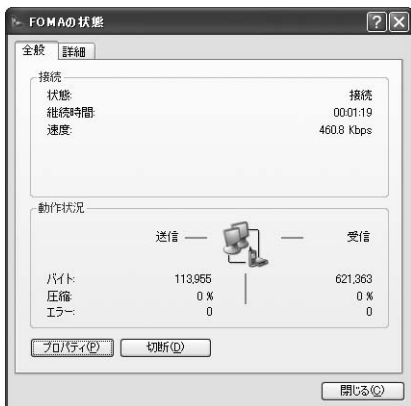 FOMAの状態
全般 詳細
接続
状態: 接続
継続時間: 00:01:19
速度: 460.8 Kbps
動作状況
送信 受信
バイト: 113,955 621,363
圧縮: 0 % 0 %
エラー: 0 0
プロパティ(P) 切断(D)
閉じる(C)